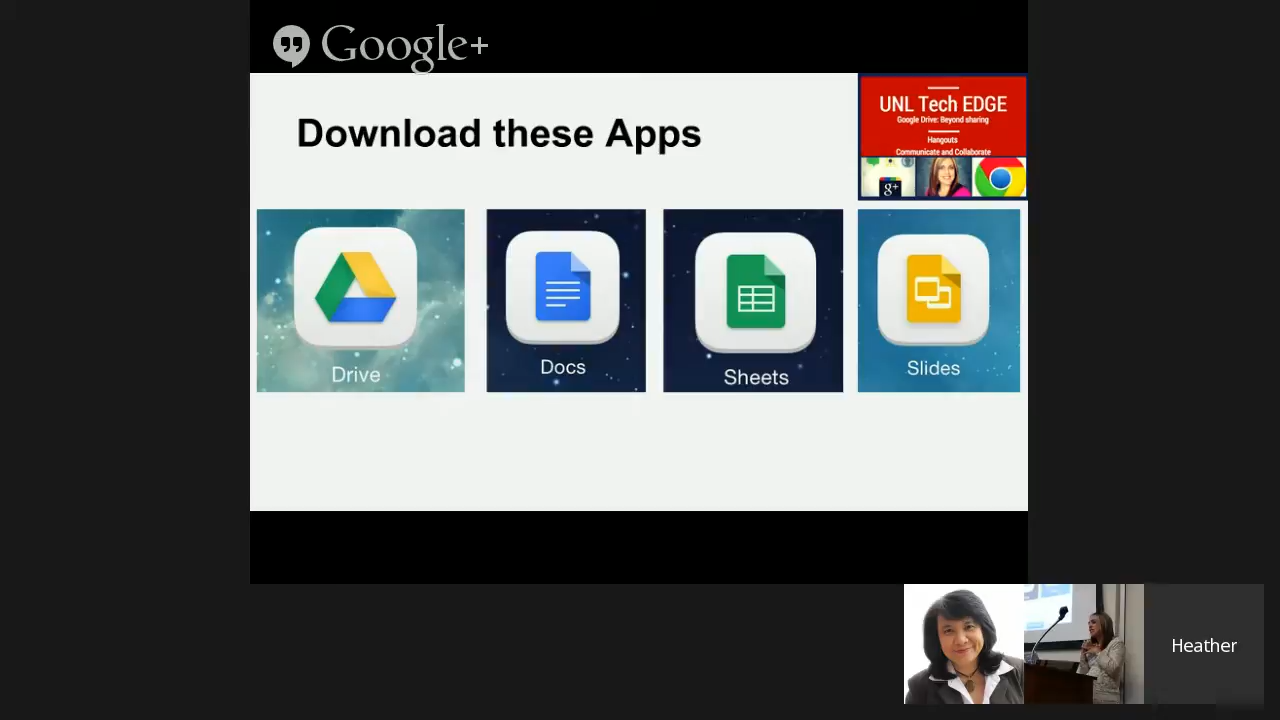 Google+
Download these Apps
UNL Tech EDGE
Google Drive: Beyond sharing
Hangouts
Communicate and Collaborate
g+
Drive
Docs
Sheets
Slides
Heather